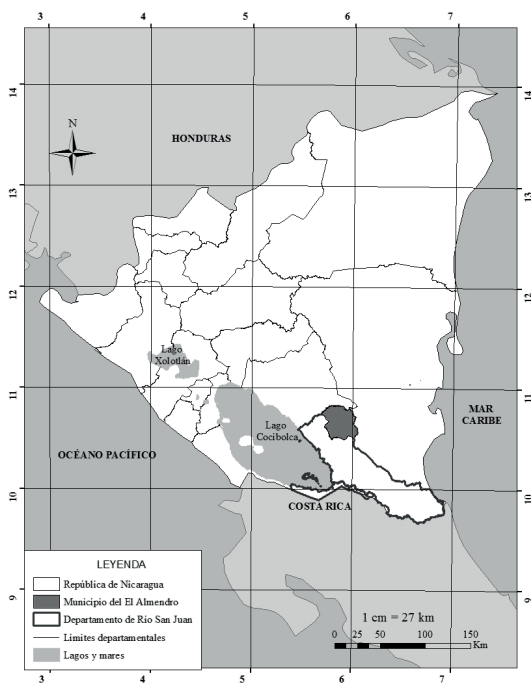 3 4 5 6 7
14 14
N
HONDURAS
13 13
12 12
Lago
Xolotlán
11 11
MAR
CARIBE
Lago
Cocibolca
OCÉANO PACÍFICO
10 10
COSTA RICA
LEYENDA
República de Nicaragua
Municipio del El Almendro
Departamento de Río San Juan
Limites departamentales
Lagos y mares
9 9
1 cm = 27 km
0 25 50 100 150
Km
3 4 5 6 7